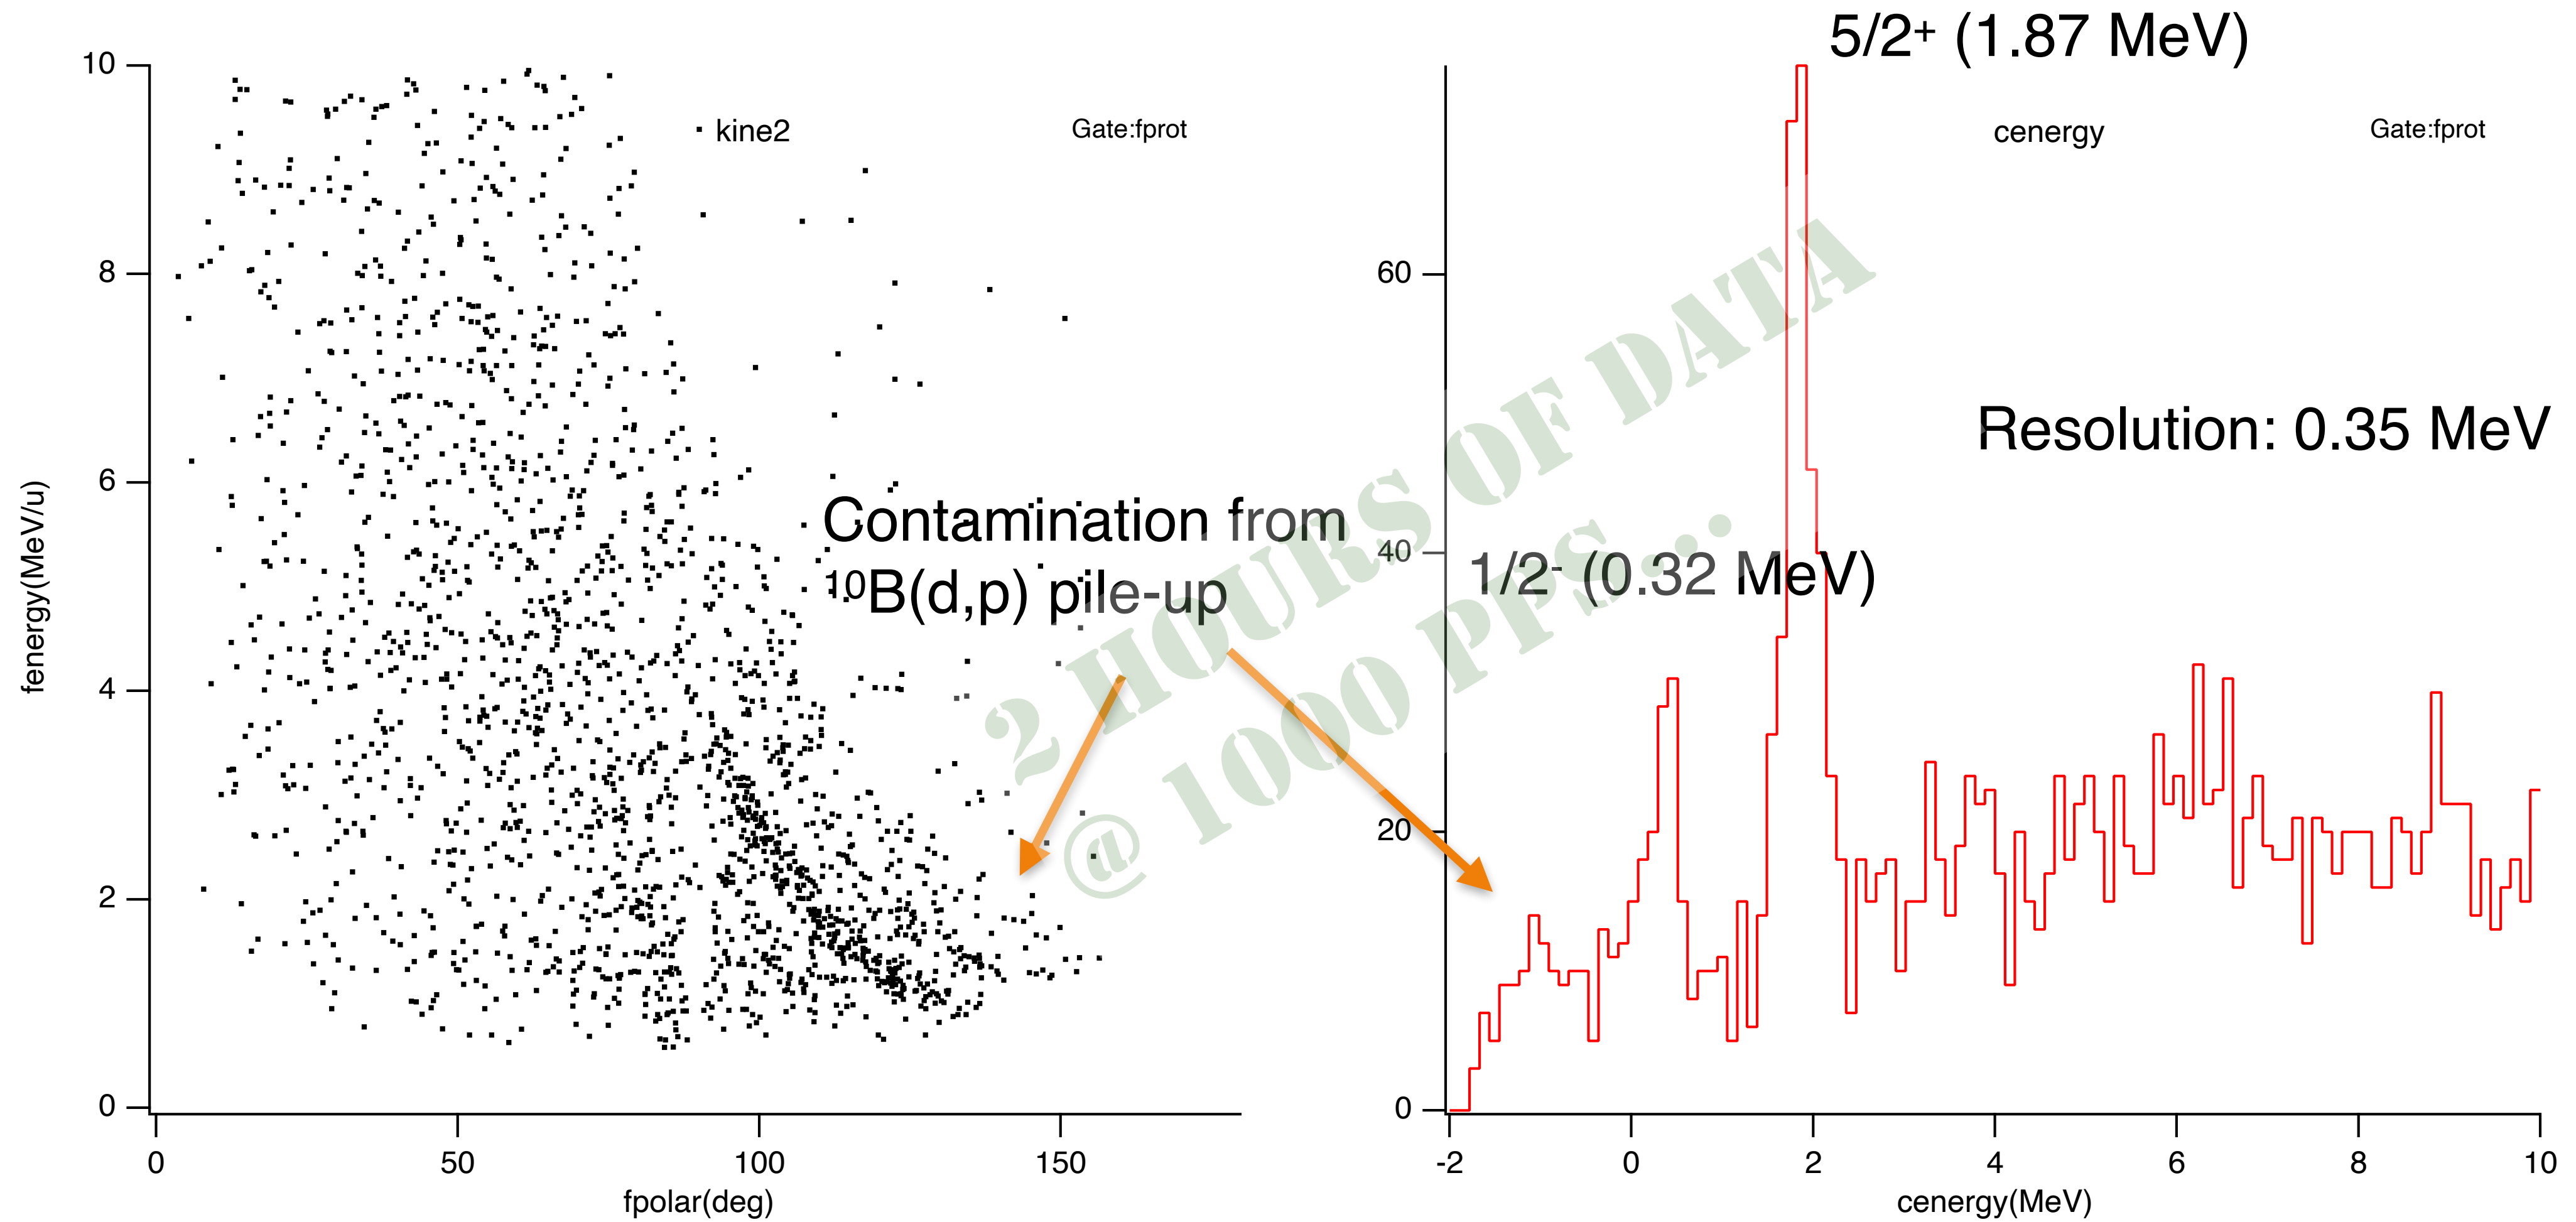 5/2⁺ (1.87 MeV)
10
8
6
4
2
0
fenergy(MeV/u)
kine2
Gate:fprot
Contamination from
¹⁰B(d,p) pile-up
0
50
100
150
fpolar(deg)
2 HOURS OF DATA
@ 1000 PPS...
60
40
20
0
cenergy
Gate:fprot
Resolution: 0.35 MeV
1/2⁻ (0.32 MeV)
-2
0
2
4
6
8
10
cenergy(MeV)